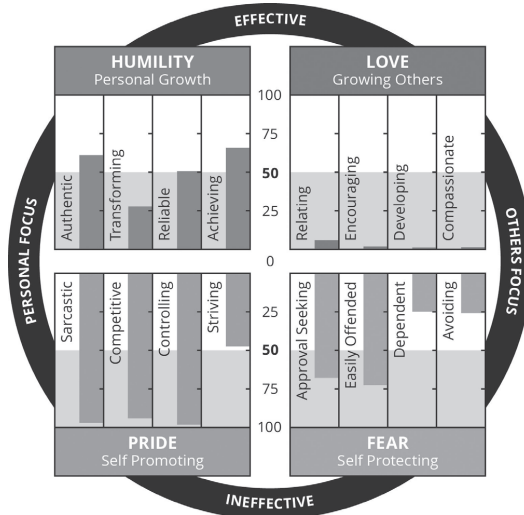 EFFECTIVE
HUMILITY
Personal Growth
LOVE
Growing Others
100
75
50
25
0
Authentic
Transforming
Reliable
Achieving
Relating
Encouraging
Developing
Compassionate
PERSONAL FOCUS
OTHERS FOCUS
Sarcastic
Competitive
Controlling
Striving
Approval Seeking
Easily Offended
Dependent
Avoiding
25
50
75
100
PRIDE
Self Promoting
FEAR
Self Protecting
INEFFECTIVE